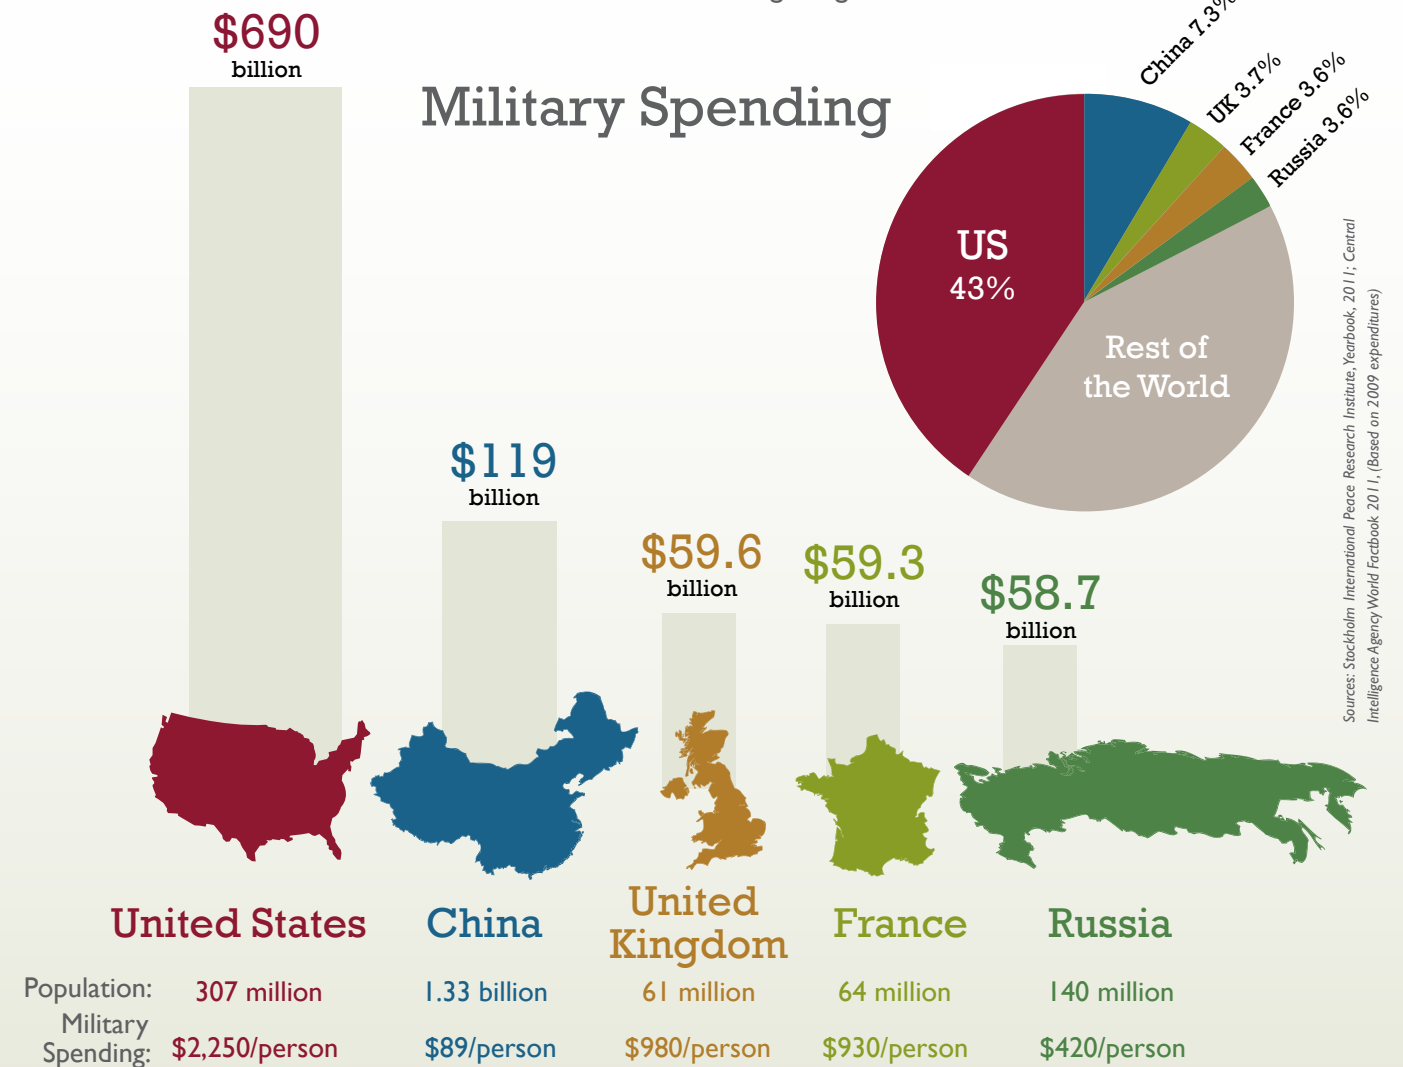 $690
billion
Military Spending
China 7.3%
UK 3.7%
France 3.6%
Russia 3.6%
US
43%
Rest of
the World
Sources: Stockholm International Peace Research Institute, Yearbook, 2011; Central
Intelligence Agency World Factbook 2011, (Based on 2009 expenditures)
$119
billion
$59.6
billion
$59.3
billion
$58.7
billion
United States
China
United
Kingdom
France
Russia
Population: 307 million 1.33 billion 61 million 64 million 140 million
Military
Spending: $2,250/person $89/person $980/person $930/person $420/person